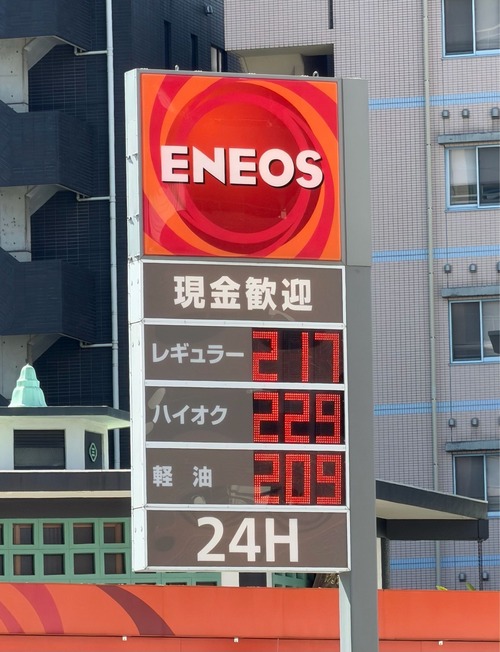 ENEOS
現金歓迎
レギュラー 217
ハイオク 229
軽油 209
24H